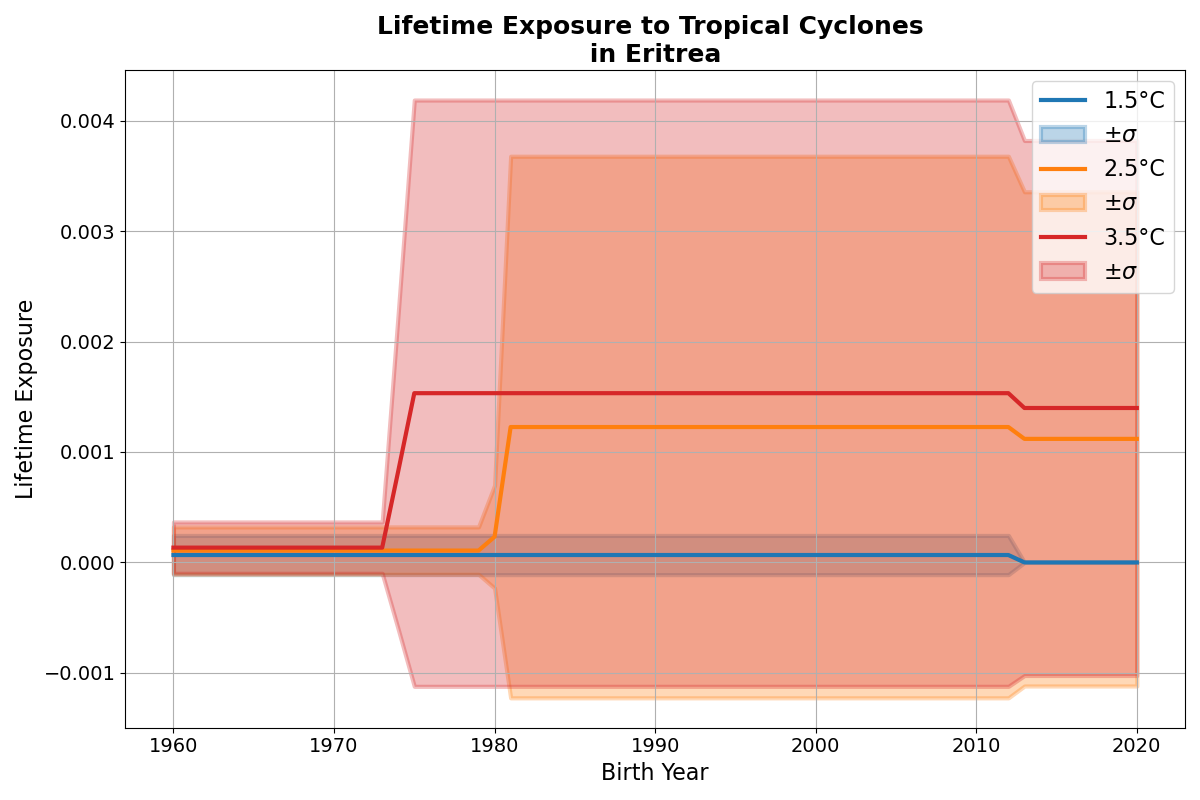 Lifetime Exposure to Tropical Cyclones
in Eritrea
1.5°C
±σ
2.5°C
±σ
3.5°C
±σ
0.004
0.003
0.002
0.001
0.000
−0.001
Lifetime Exposure
1960
1970
1980
1990
2000
2010
2020
Birth Year